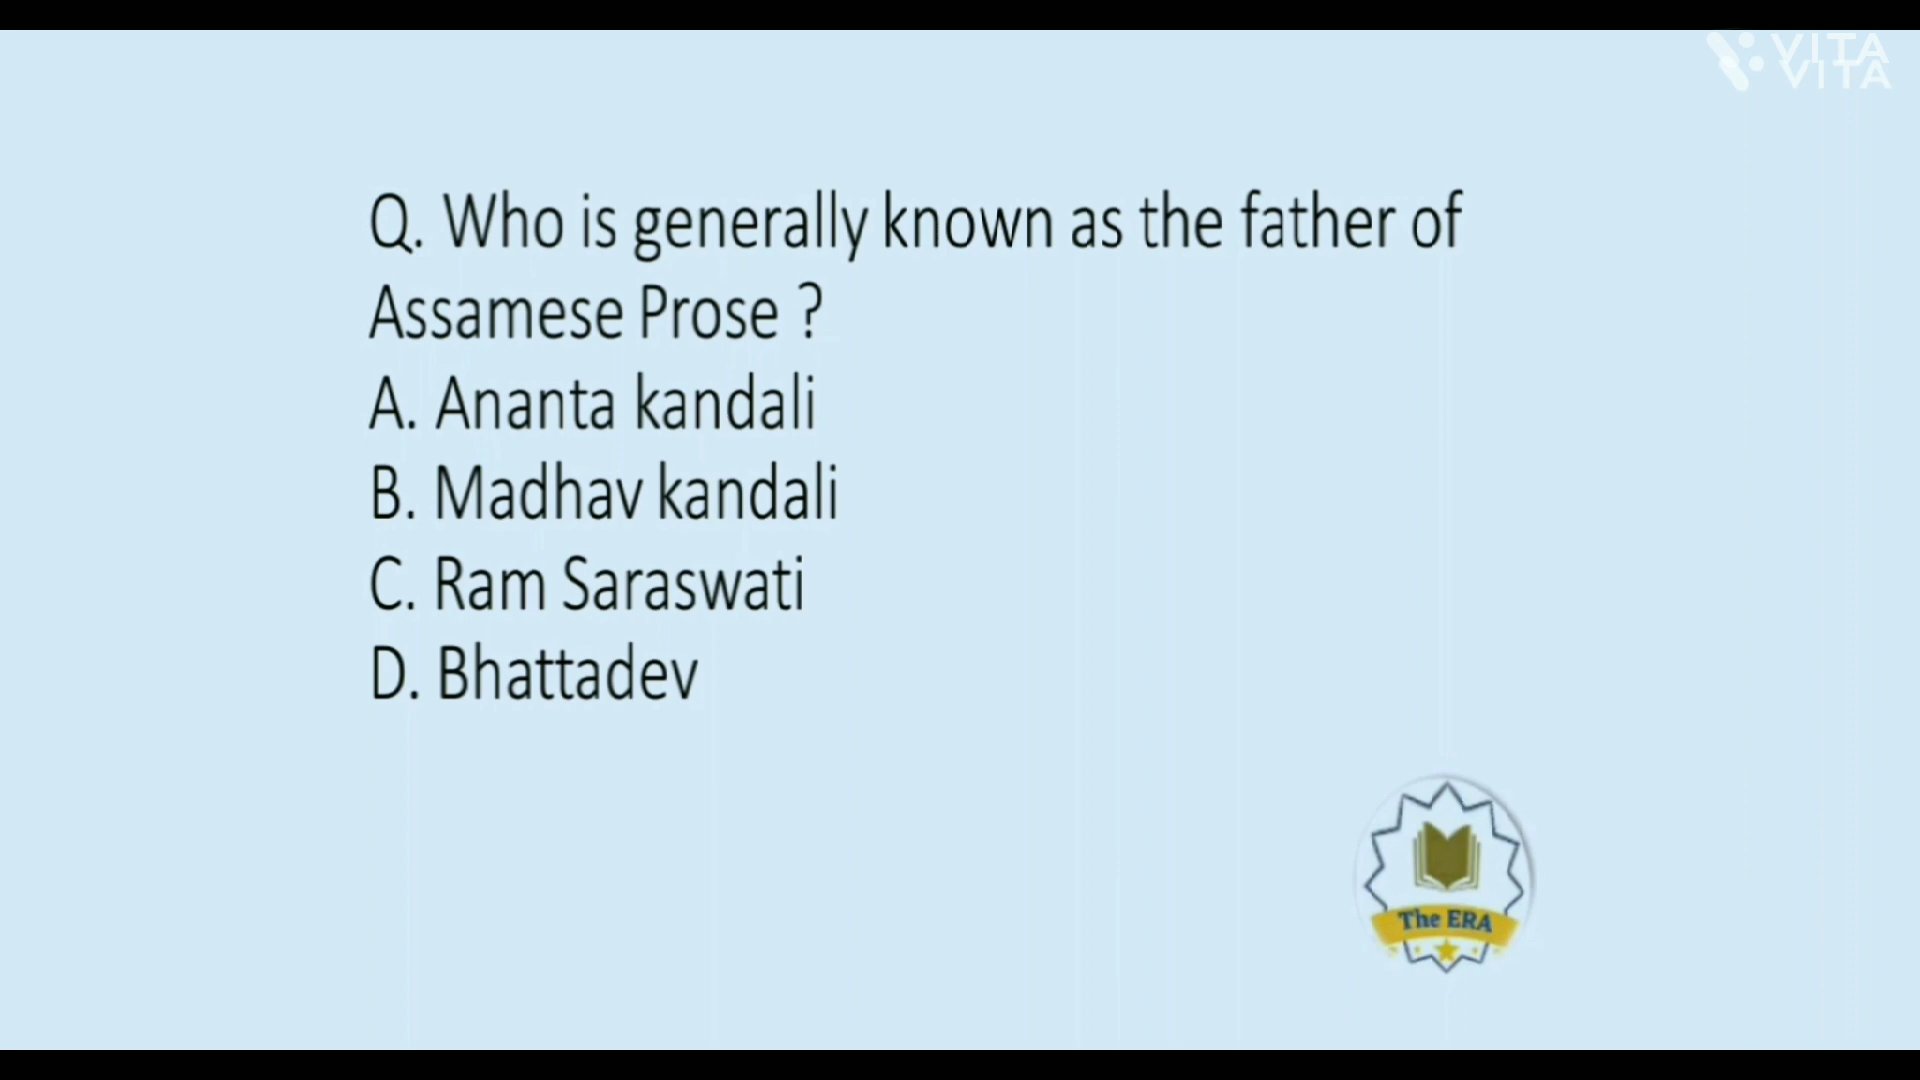 VITA
VITA
Q. Who is generally known as the father of
Assamese Prose ?
A. Ananta kandali
B. Madhav kandali
C. Ram Saraswati
D. Bhattadev
The ERA